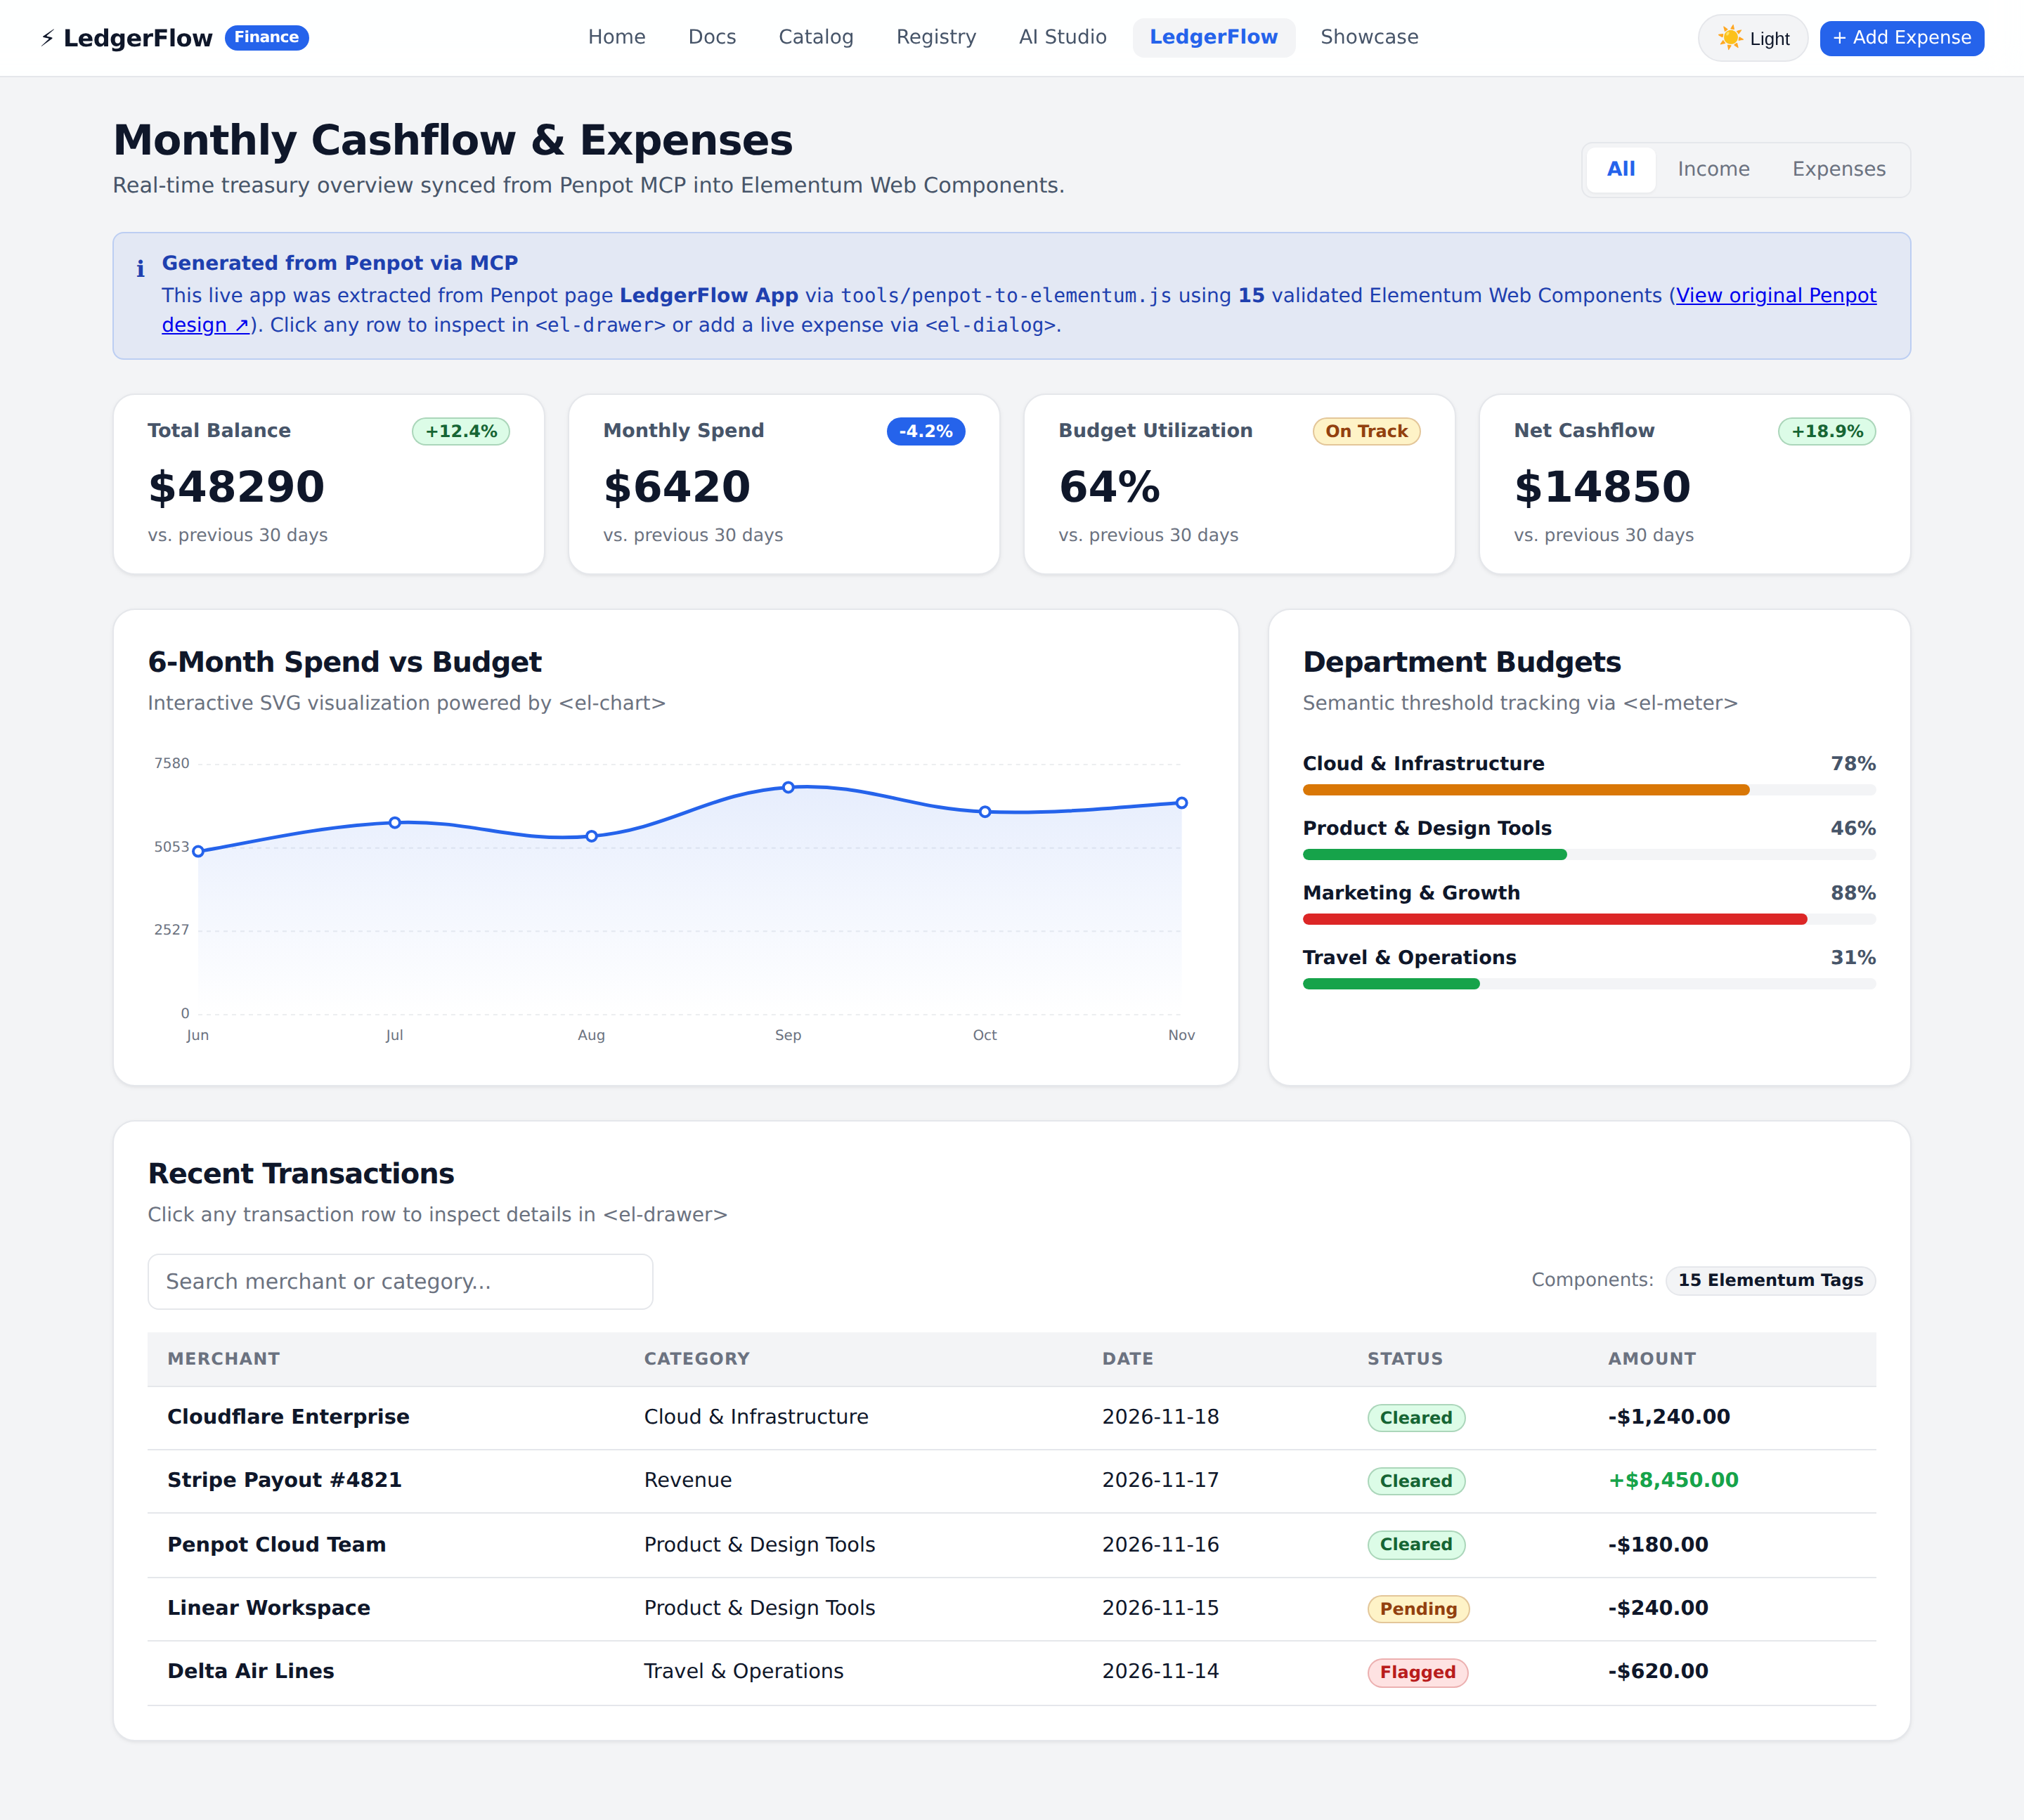 ⚡ LedgerFlow Finance Home Docs Catalog Registry AI Studio LedgerFlow Showcase ☀️ Light + Add Expense
Monthly Cashflow & Expenses
Real-time treasury overview synced from Penpot MCP into Elementum Web Components.
All Income Expenses
ℹ Generated from Penpot via MCP
This live app was extracted from Penpot page LedgerFlow App via tools/penpot-to-elementum.js using 15 validated Elementum Web Components (View original Penpot
design ↗). Click any row to inspect in <el-drawer> or add a live expense via <el-dialog>.
Total Balance +12.4%
$48290
vs. previous 30 days
Monthly Spend -4.2%
$6420
vs. previous 30 days
Budget Utilization On Track
64%
vs. previous 30 days
Net Cashflow +18.9%
$14850
vs. previous 30 days
6-Month Spend vs Budget
Interactive SVG visualization powered by <el-chart>
7580
5053
2527
0
Jun Jul Aug Sep Oct Nov
Department Budgets
Semantic threshold tracking via <el-meter>
Cloud & Infrastructure 78%
Product & Design Tools 46%
Marketing & Growth 88%
Travel & Operations 31%
Recent Transactions
Click any transaction row to inspect details in <el-drawer>
Search merchant or category... Components: 15 Elementum Tags
MERCHANT CATEGORY DATE STATUS AMOUNT
Cloudflare Enterprise Cloud & Infrastructure 2026-11-18 Cleared -$1,240.00
Stripe Payout #4821 Revenue 2026-11-17 Cleared +$8,450.00
Penpot Cloud Team Product & Design Tools 2026-11-16 Cleared -$180.00
Linear Workspace Product & Design Tools 2026-11-15 Pending -$240.00
Delta Air Lines Travel & Operations 2026-11-14 Flagged -$620.00